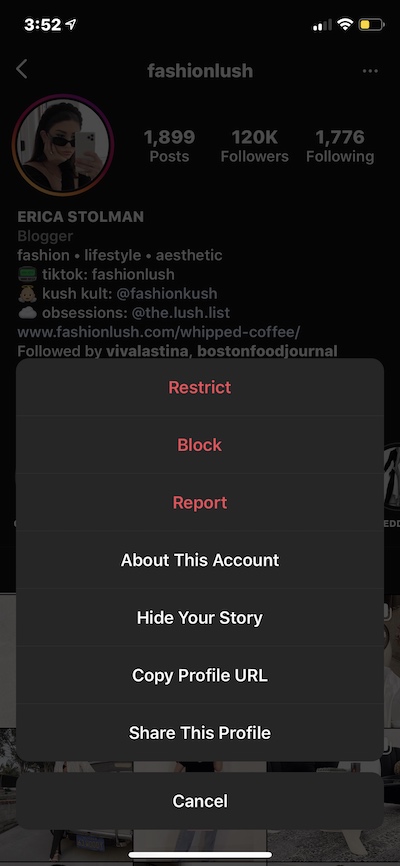 3:52
fashionlush
1,899 120K 1,776
Posts Followers Following
ERICA STOLMAN
Blogger
fashion • lifestyle • aesthetic
tiktok: fashionlush
kush kult: @fashionkush
obsessions: @the.lush.list
www.fashionlush.com/whipped-coffee/
Followed by vivalastina, bostonfoodjournal
Restrict
Block
Report
About This Account
Hide Your Story
Copy Profile URL
Share This Profile
Cancel